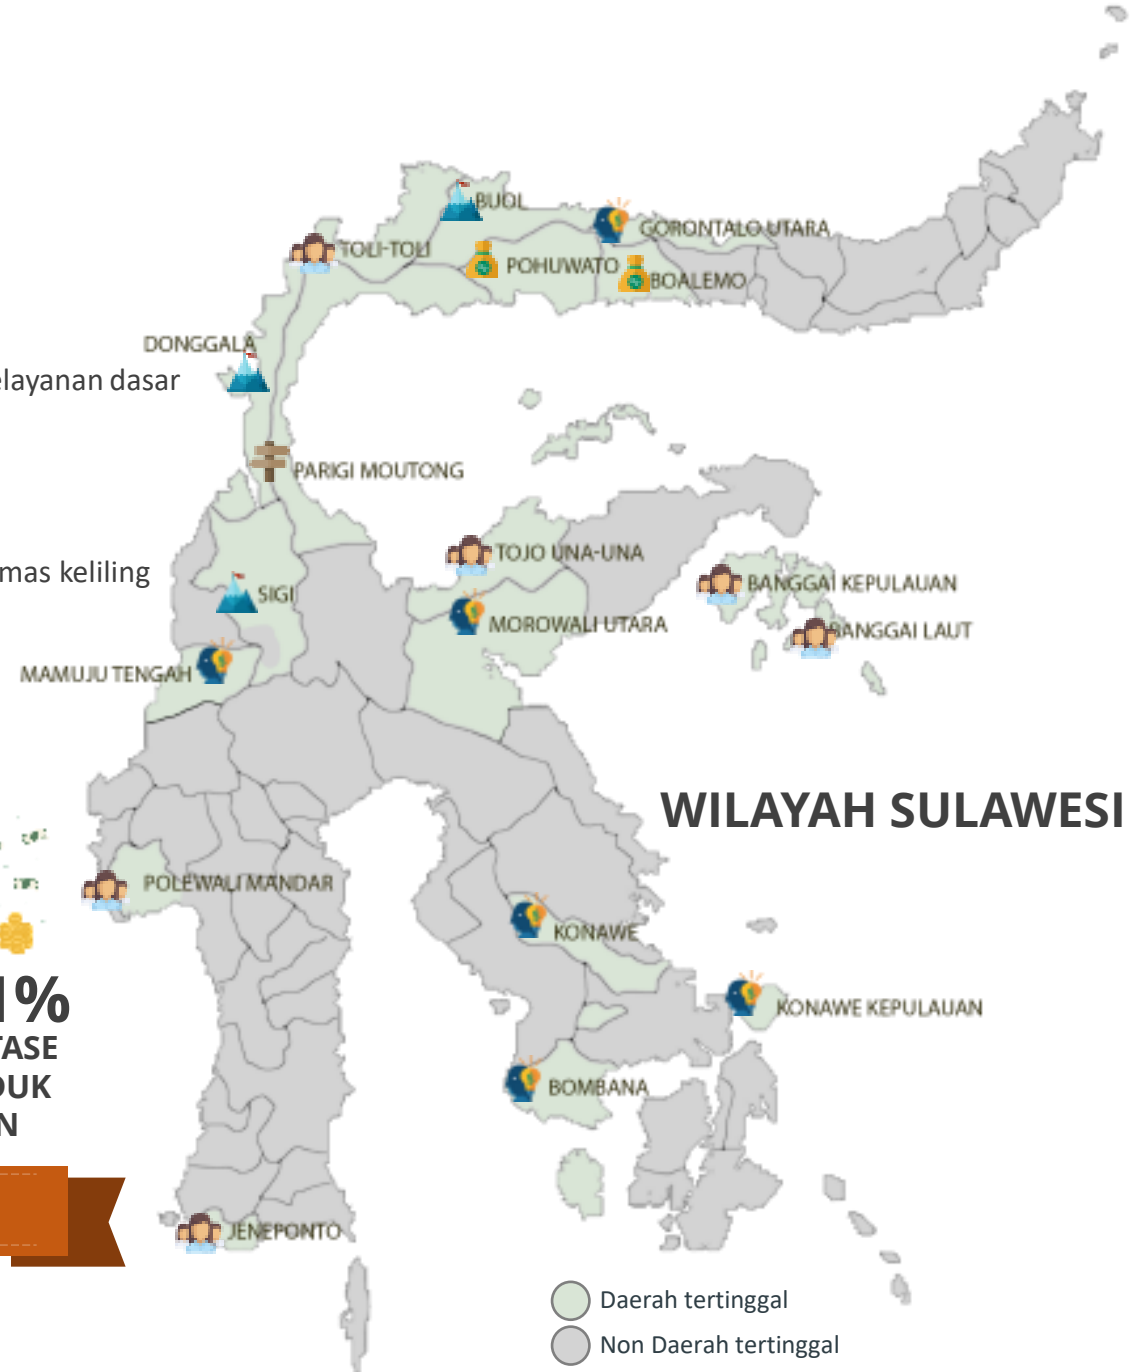 BUOL
GORONTALO UTARA
TOLI-TOLI
POHUWATO
BOALEMO
DONGGALA
elayanan dasar
PARIGI MOUTONG
TOJO UNA-UNA
mas keliling
BANGGAI KEPULAUAN
SIGI
MOROWALI UTARA
BANGGAI LAUT
MAMUJU TENGAH
WILAYAH SULAWESI
POLEWALI MANDAR
KONAWE
1%
TASE
KONAWE KEPULAUAN
DUK
BOMBANA
N
JENEPONTO
Daerah tertinggal
Non Daerah tertinggal